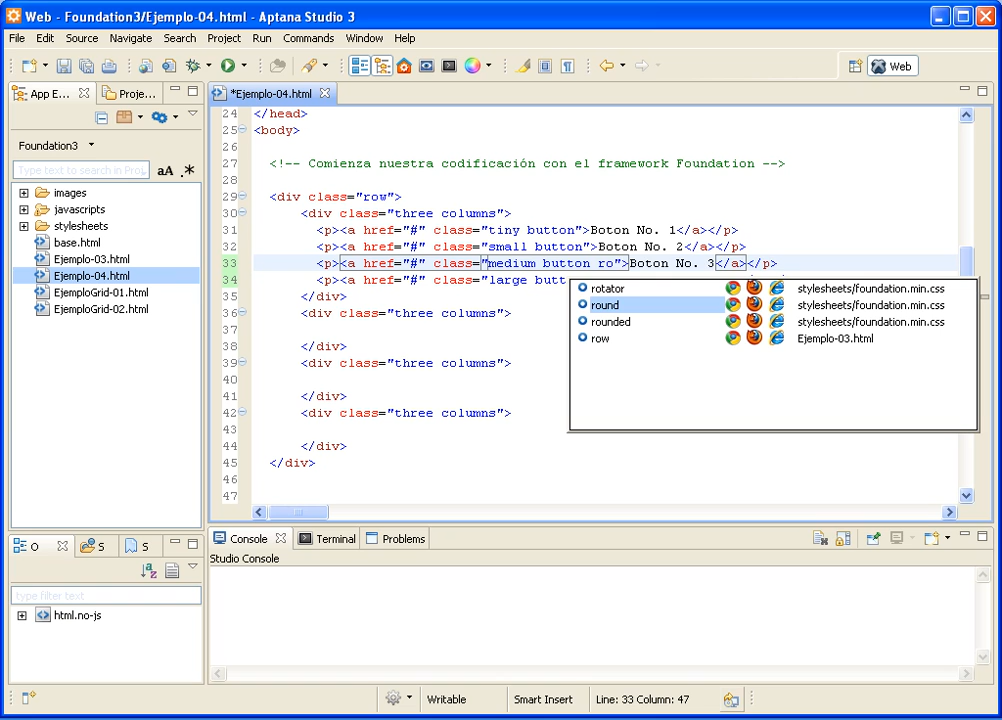 Web - Foundation3/Ejemplo-04.html - Aptana Studio 3
File Edit Source Navigate Search Project Run Commands Window Help
Web
App E... Proje...
*Ejemplo-04.html
Foundation3
Type text to search in Proj
aA .*
images
javascripts
stylesheets
base.html
Ejemplo-03.html
Ejemplo-04.html
EjemploGrid-01.html
EjemploGrid-02.html
24 </head>
25 <body>
26
27 <!-- Comienza nuestra codificación con el framework Foundation -->
28
29 <div class="row">
30 <div class="three columns">
31 <p><a href="#" class="tiny button">Boton No. 1</a></p>
32 <p><a href="#" class="small button">Boton No. 2</a></p>
33 <p><a href="#" class="medium button ro">Boton No. 3</a></p>
34 <p><a href="#" class="large butt
35 </div>
36 <div class="three columns">
37
38 </div>
39 <div class="three columns">
40
41 </div>
42 <div class="three columns">
43
44 </div>
45 </div>
46
47
rotator stylesheets/foundation.min.css
round stylesheets/foundation.min.css
rounded stylesheets/foundation.min.css
row Ejemplo-03.html
O S S
type filter text
html.no-js
Console Terminal Problems
Studio Console
Writable Smart Insert Line: 33 Column: 47